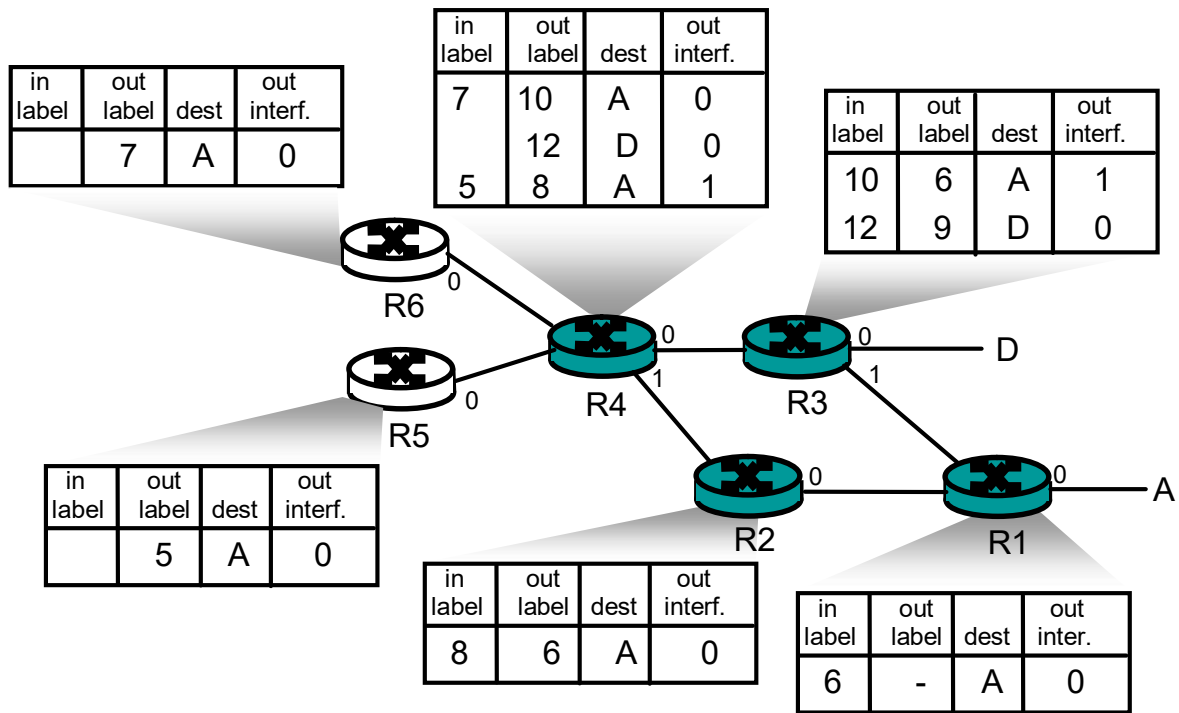 in out out
label label dest interf.
7 10 A 0
12 D 0
5 8 A 1
in out out
label label dest interf.
7 A 0
in out out
label label dest interf.
10 6 A 1
12 9 D 0
R6
0
R5
0
R4
0
1
R3
0
1
D
R2
0
R1
0
A
in out out
label label dest interf.
5 A 0
in out out
label label dest interf.
8 6 A 0
in out out
label label dest inter.
6 - A 0